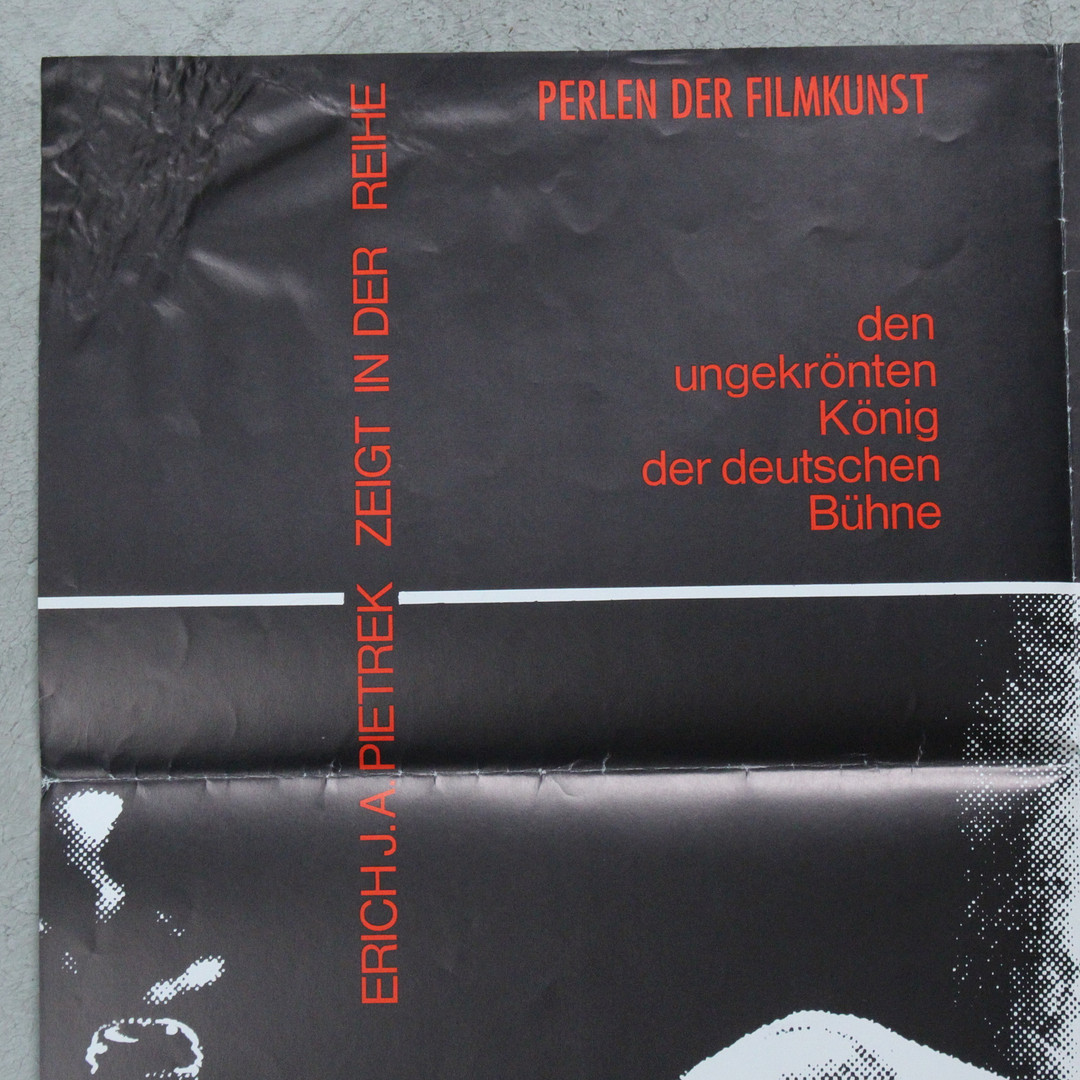 ERICH J. A. PIETREK ZEIGT IN DER REIHE
PERLEN DER FILMKUNST
den
ungekrönten
König
der deutschen
Bühne